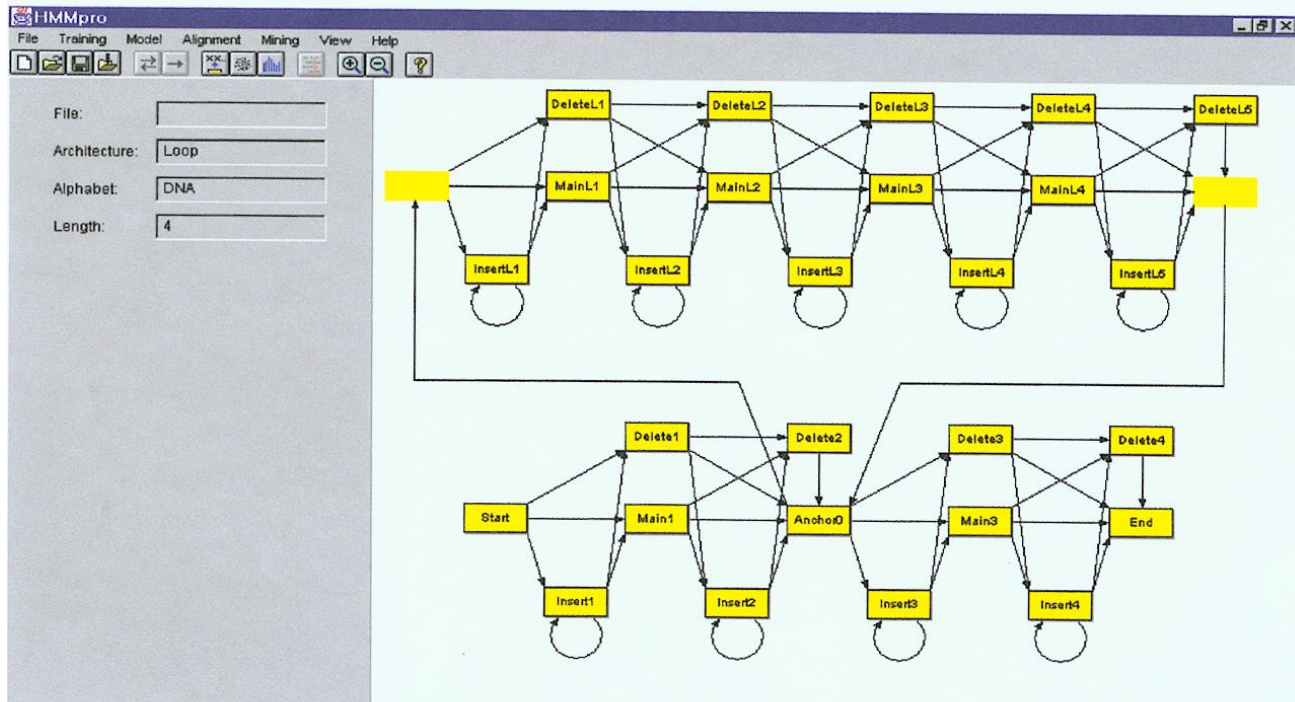 HMMpro
File Training Model Alignment Mining View Help
File:
Architecture: Loop
Alphabet: DNA
Length: 4
DeleteL1 DeleteL2 DeleteL3 DeleteL4 DeleteL5
MainL1 MainL2 MainL3 MainL4
InsertL1 InsertL2 InsertL3 InsertL4 InsertL5
Delete1 Delete2 Delete3 Delete4
Start Main1 Anchor0 Main3 End
Insert1 Insert2 Insert3 Insert4